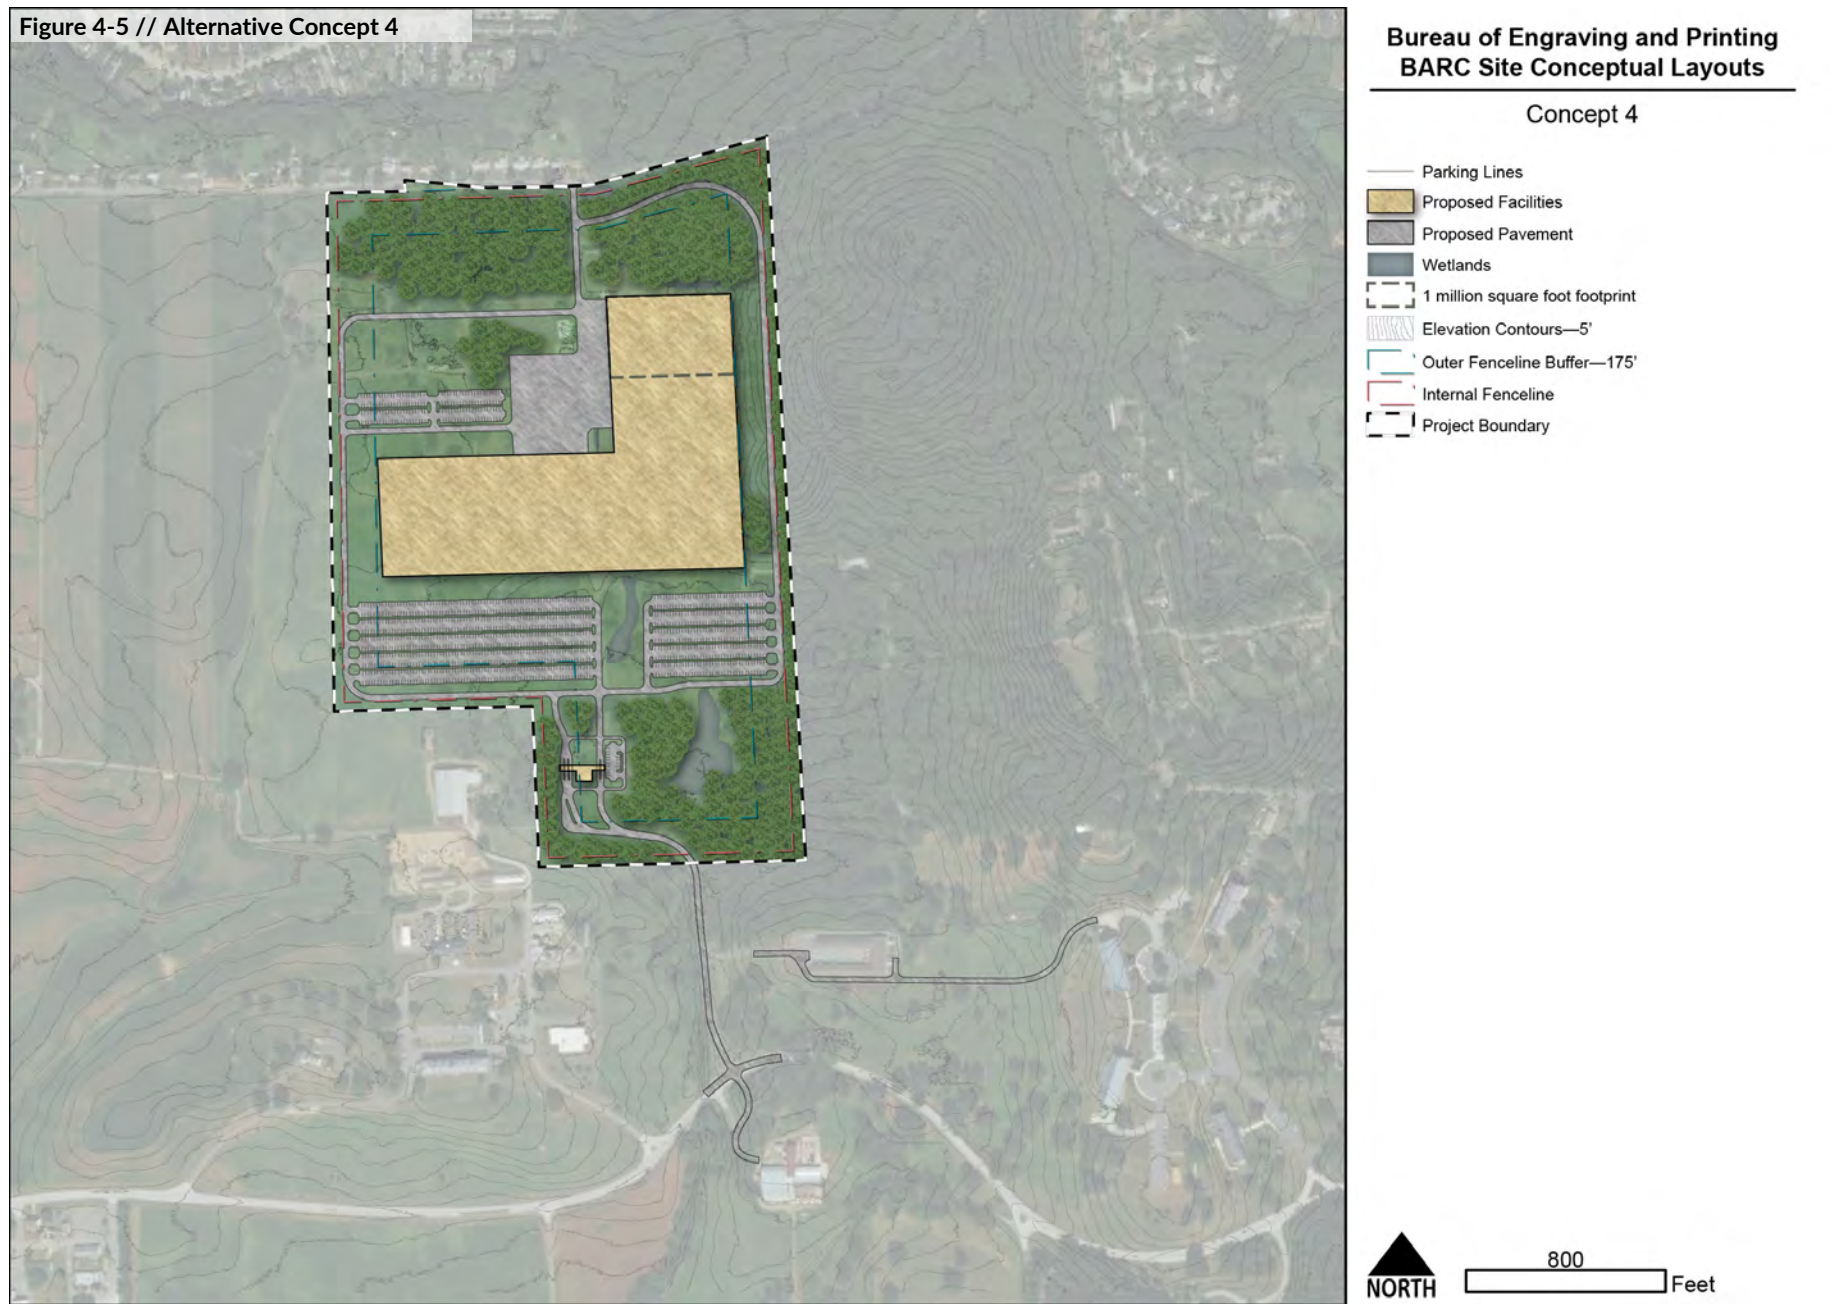 Figure 4-5 // Alternative Concept 4
Bureau of Engraving and Printing
BARC Site Conceptual Layouts
Concept 4
Parking Lines
Proposed Facilities
Proposed Pavement
Wetlands
1 million square foot footprint
Elevation Contours—5'
Outer Fenceline Buffer—175'
Internal Fenceline
Project Boundary
NORTH
800
Feet